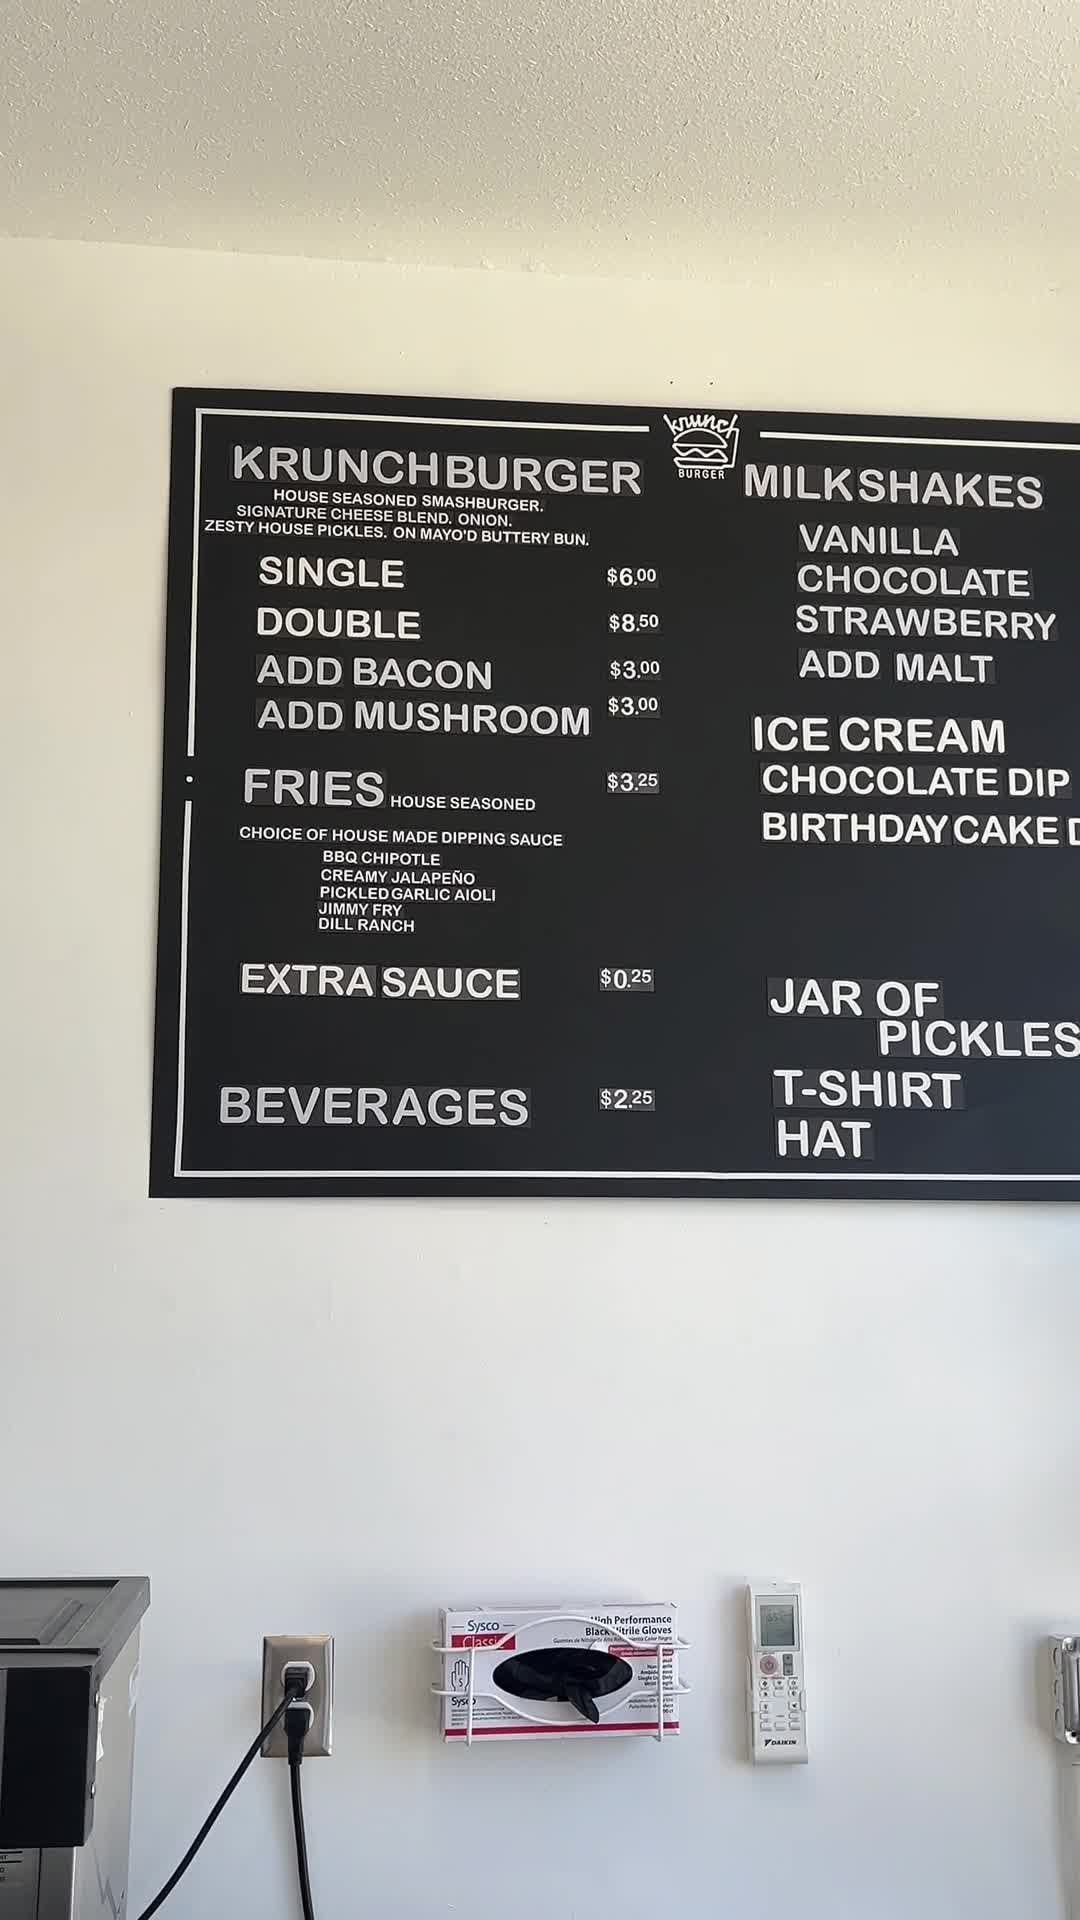 krunch
BURGER
KRUNCHBURGER
HOUSE SEASONED SMASHBURGER.
SIGNATURE CHEESE BLEND. ONION.
ZESTY HOUSE PICKLES. ON MAYO'D BUTTERY BUN.
SINGLE $6.00
DOUBLE $8.50
ADD BACON $3.00
ADD MUSHROOM $3.00
FRIES HOUSE SEASONED $3.25
CHOICE OF HOUSE MADE DIPPING SAUCE
BBQ CHIPOTLE
CREAMY JALAPEÑO
PICKLED GARLIC AIOLI
JIMMY FRY
DILL RANCH
EXTRA SAUCE $0.25
BEVERAGES $2.25
MILKSHAKES
VANILLA
CHOCOLATE
STRAWBERRY
ADD MALT
ICE CREAM
CHOCOLATE DIP
BIRTHDAY CAKE D
JAR OF
PICKLES
T-SHIRT
HAT
Sysco
Classic
High Performance
Black Nitrile Gloves
Sysco
DAIKIN